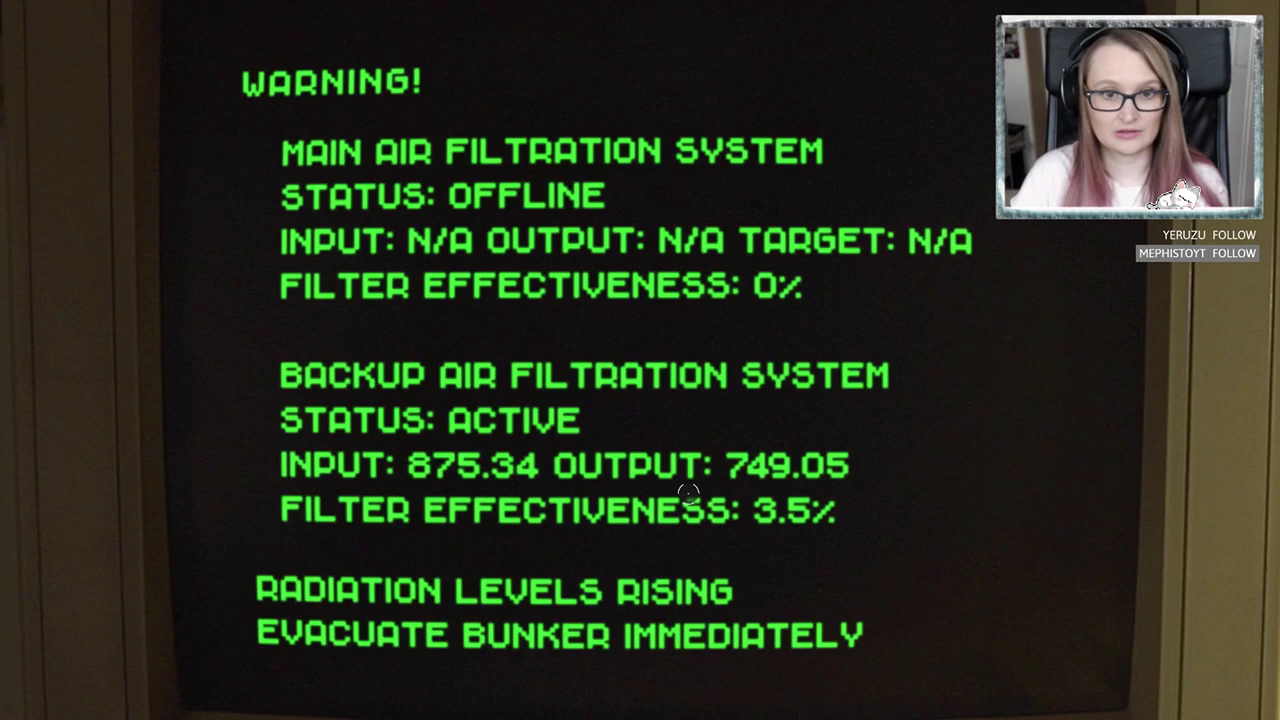 WARNING!
MAIN AIR FILTRATION SYSTEM
STATUS: OFFLINE
INPUT: N/A OUTPUT: N/A TARGET: N/A
FILTER EFFECTIVENESS: 0%
BACKUP AIR FILTRATION SYSTEM
STATUS: ACTIVE
INPUT: 875.34 OUTPUT: 749.05
FILTER EFFECTIVENESS: 3.5%
RADIATION LEVELS RISING
EVACUATE BUNKER IMMEDIATELY
YERUZU FOLLOW
MEPHISTOYT FOLLOW